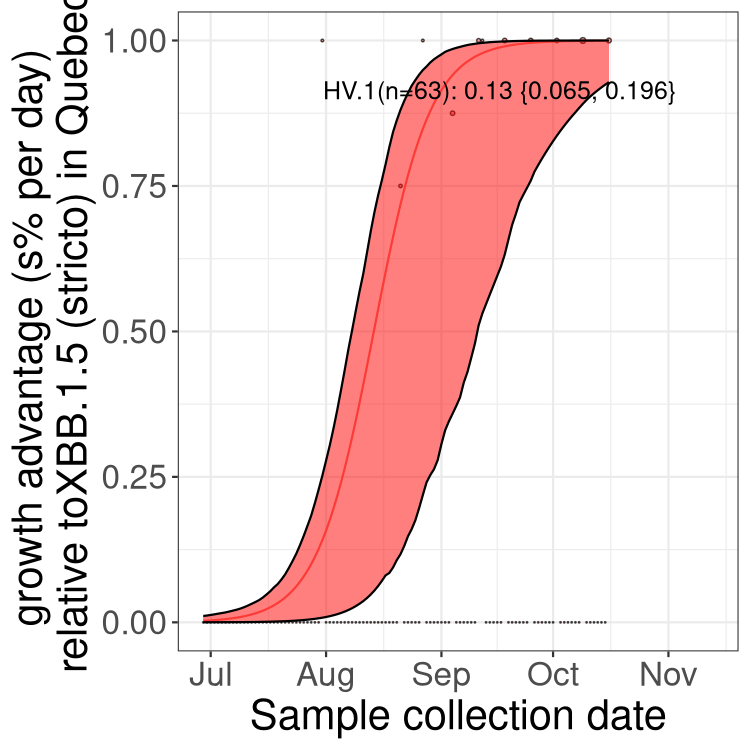 growth advantage (s% per day)
relative toXBB.1.5 (stricto) in Quebec
1.00
0.75
0.50
0.25
0.00
HV.1(n=63): 0.13 {0.065, 0.196}
Jul Aug Sep Oct Nov
Sample collection date